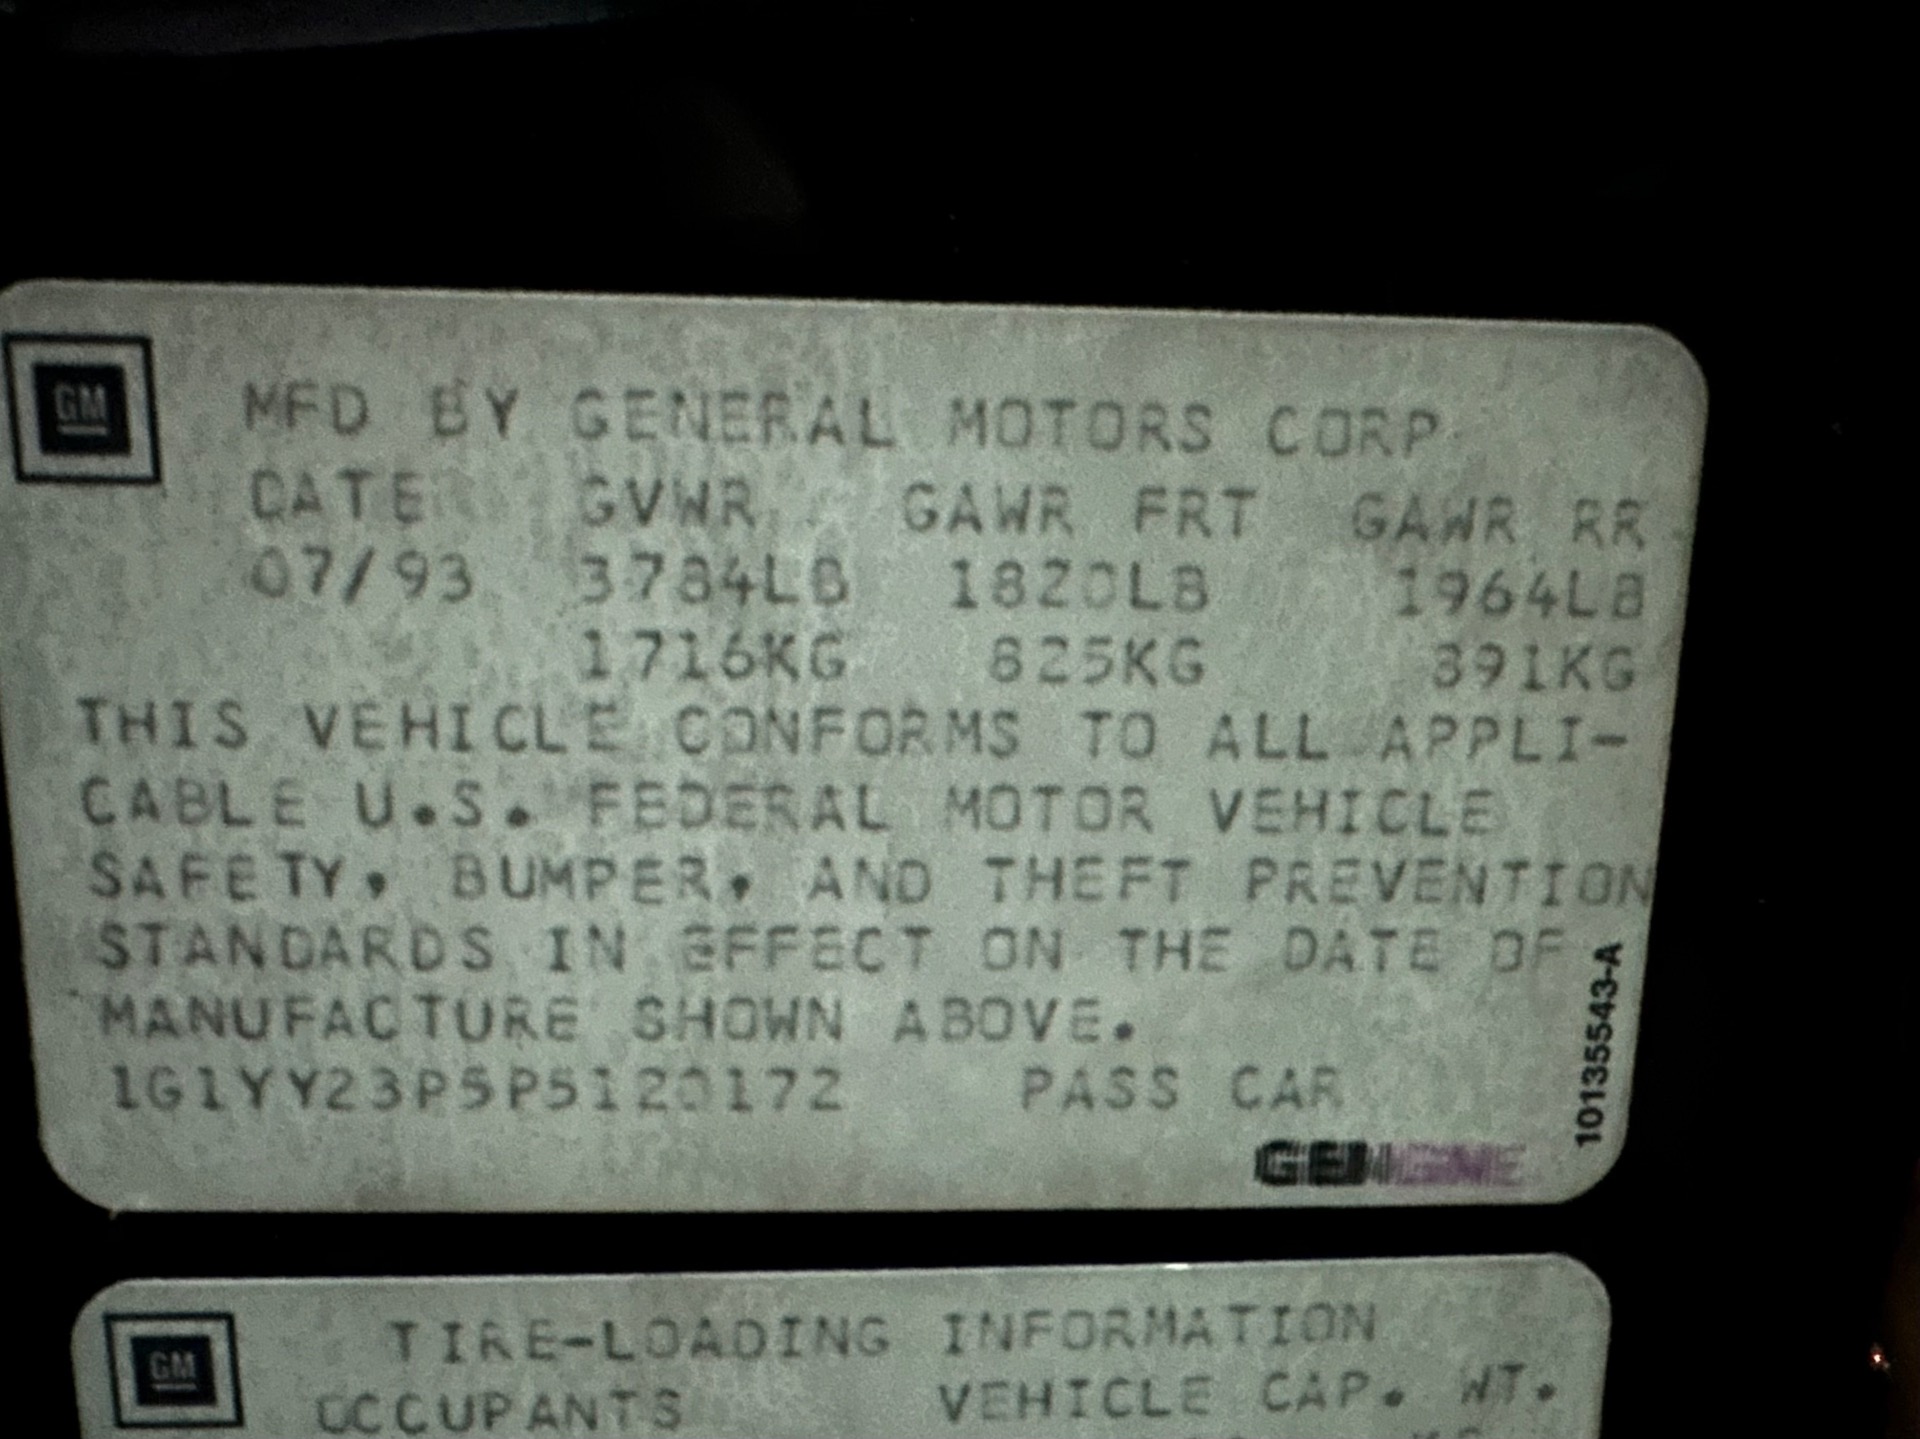 GM
MFD BY GENERAL MOTORS CORP
DATE GVWR GAWR FRT GAWR RR
07/93 3784LB 1820LB 1964LB
1716KG 825KG 891KG
THIS VEHICLE CONFORMS TO ALL APPLI-
CABLE U.S. FEDERAL MOTOR VEHICLE
SAFETY, BUMPER, AND THEFT PREVENTION
STANDARDS IN EFFECT ON THE DATE OF
MANUFACTURE SHOWN ABOVE.
1G1YY23P5P5120172 PASS CAR
10135543-A
GM
TIRE-LOADING INFORMATION
OCCUPANTS VEHICLE CAP. WT.